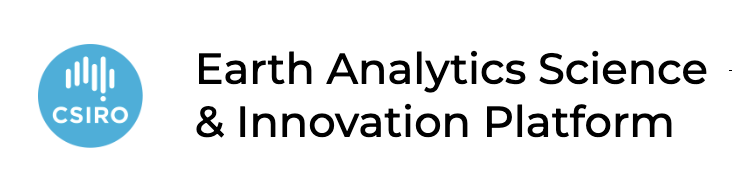 CSIRO
Earth Analytics Science
& Innovation Platform